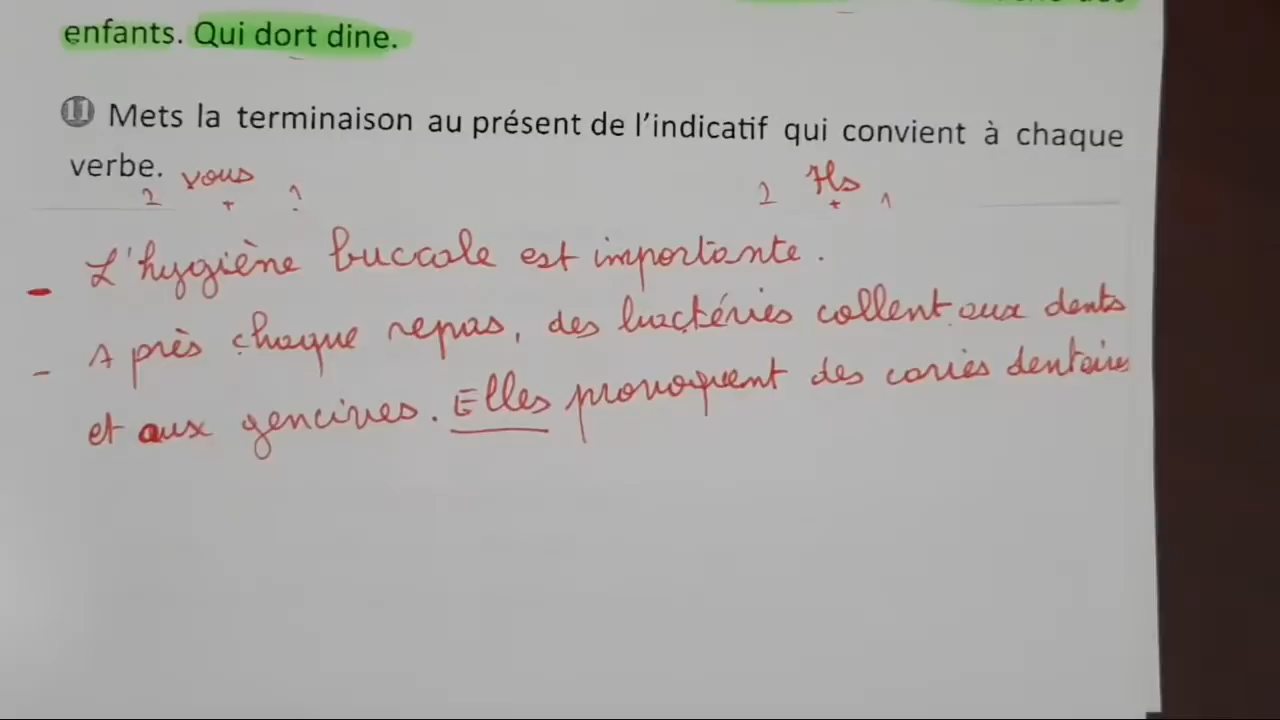 enfants. Qui dort dine.
11 Mets la terminaison au présent de l'indicatif qui convient à chaque
verbe.
2 vous + 1 2 Ils + 1
L'hygiène buccale est importante.
- Après chaque repas, des bactéries collent aux dents
- et aux gencives. Elles provoquent des caries dentaires